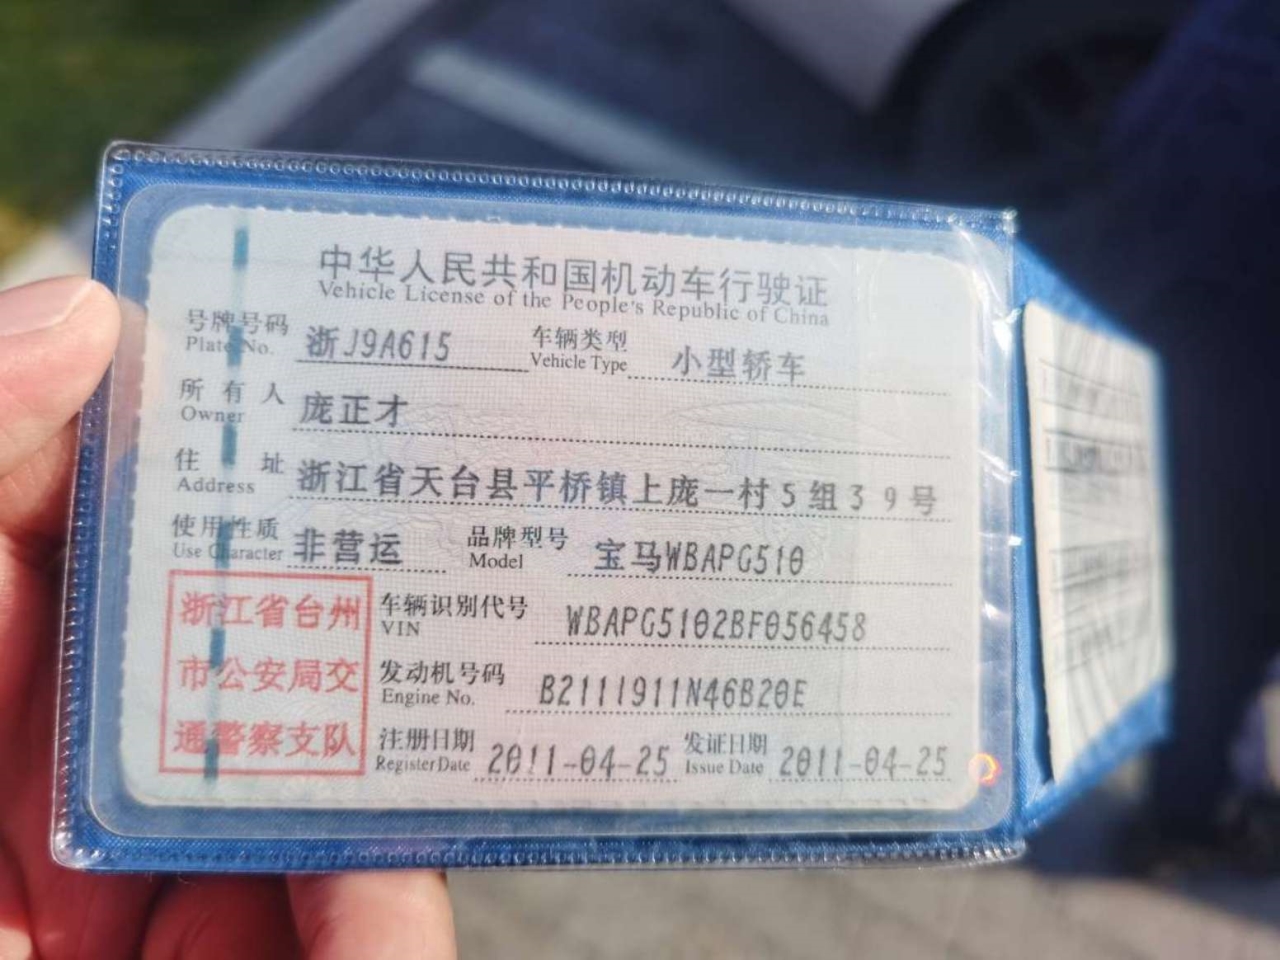 中华人民共和国机动车行驶证
Vehicle License of the People's Republic of China
号牌号码 浙J9A615 车辆类型 小型轿车
Plate No. Vehicle Type
所有人 庞正才
Owner
住址 浙江省天台县平桥镇上庞一村5组39号
Address
使用性质 非营运 品牌型号 宝马WBAPG510
Use Character Model
浙江省台州
市公安局交
通警察支队
车辆识别代号 WBAPG5102BF056458
VIN
发动机号码 B2111911N46B20E
Engine No.
注册日期 2011-04-25 发证日期 2011-04-25
Register Date Issue Date